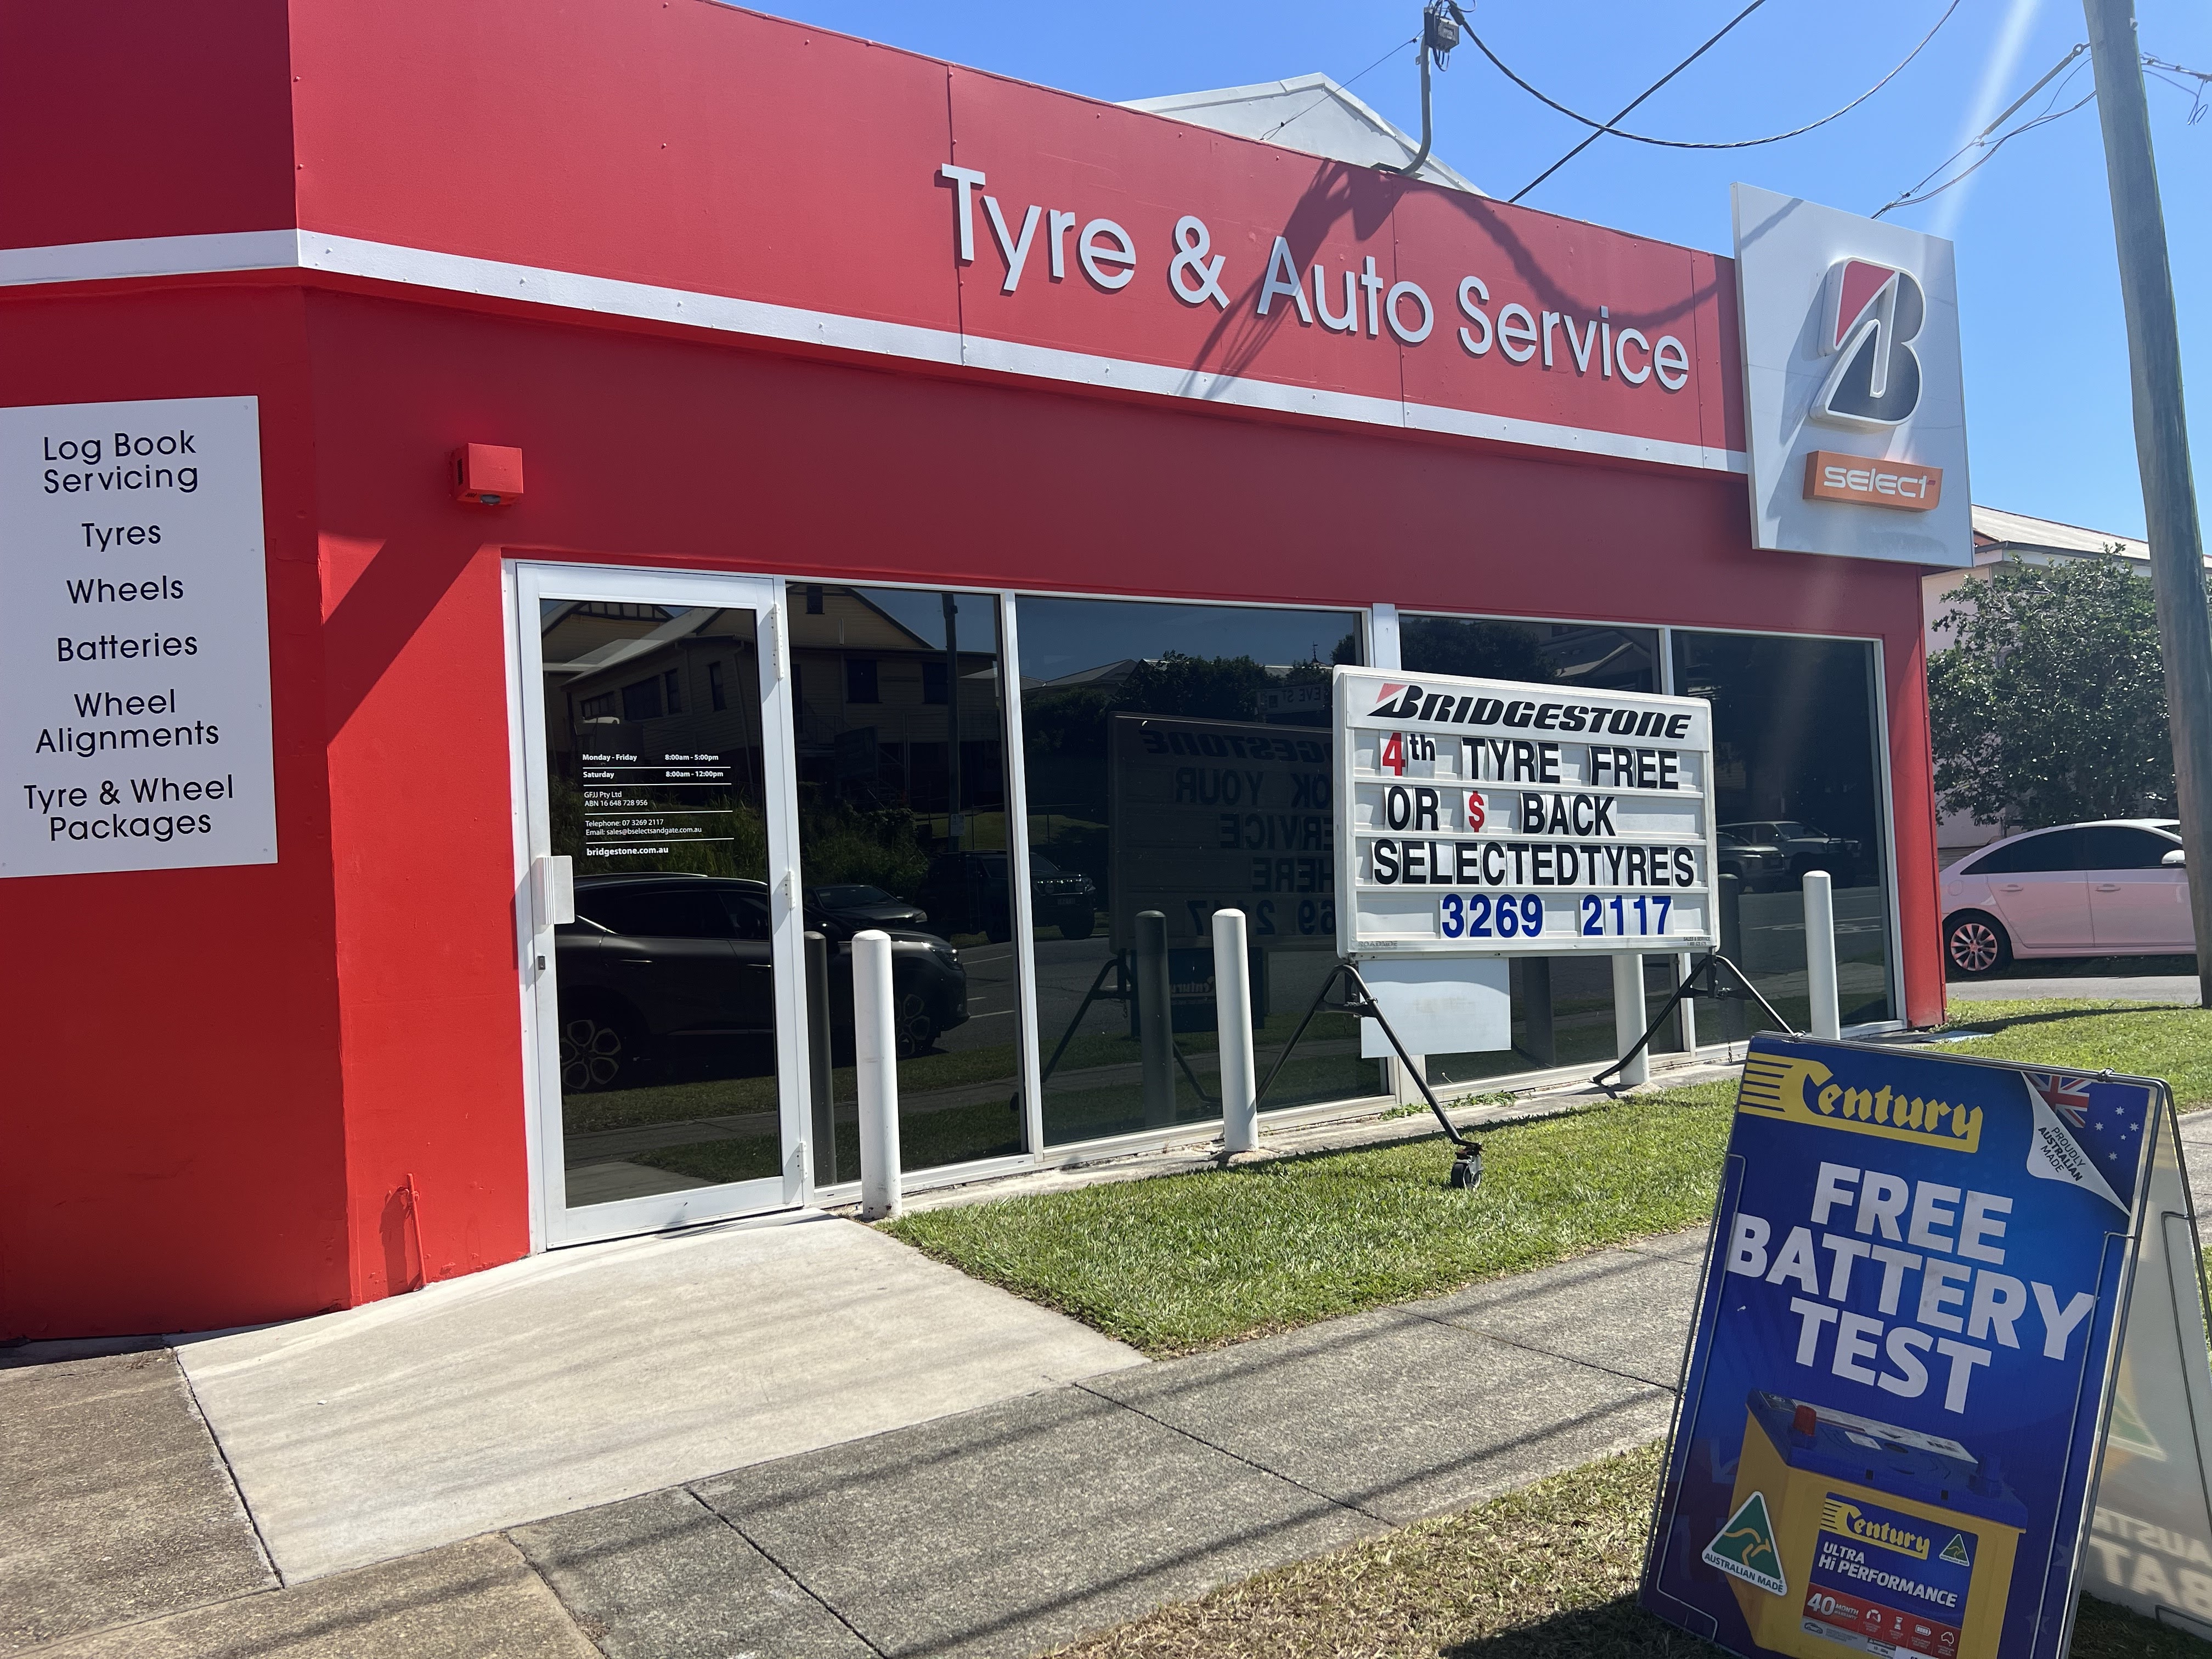 Tyre & Auto Service
B
select
Log Book
Servicing
Tyres
Wheels
Batteries
Wheel
Alignments
Tyre & Wheel
Packages
Monday - Friday 8:00am - 5:00pm
Saturday 8:00am - 12:00pm
GFJJ Pty Ltd
ABN 16 648 728 956
Telephone: 07 3269 2117
Email: sales@bselectsandgate.com.au
bridgestone.com.au
BRIDGESTONE
4th TYRE FREE
OR $ BACK
SELECTEDTYRES
3269 2117
Century
PROUDLY
AUSTRALIAN
MADE
FREE
BATTERY
TEST
Century
ULTRA
Hi PERFORMANCE
40 MONTH
AUSTRALIAN MADE